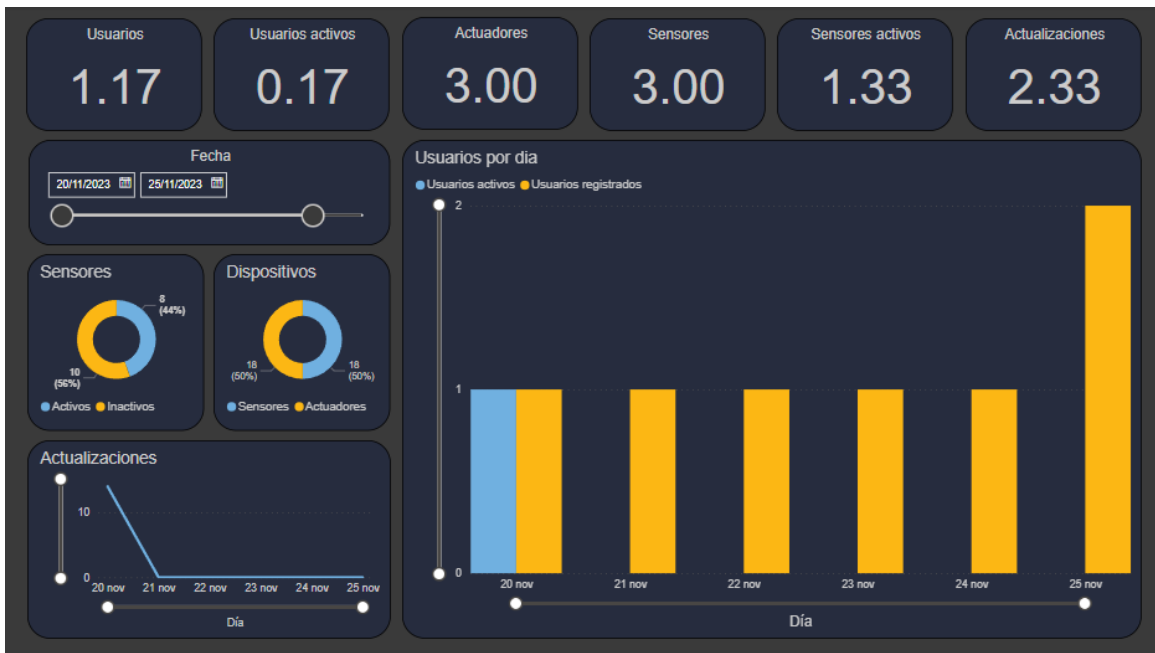 Usuarios
1.17
Usuarios activos
0.17
Actuadores
3.00
Sensores
3.00
Sensores activos
1.33
Actualizaciones
2.33
Fecha
20/11/2023
25/11/2023
Sensores
8
(44%)
10
(56%)
Activos Inactivos
Dispositivos
18
(50%)
18
(50%)
Sensores Actuadores
Actualizaciones
10
0
20 nov 21 nov 22 nov 23 nov 24 nov 25 nov
Día
Usuarios por dia
Usuarios activos Usuarios registrados
2
1
0
20 nov 21 nov 22 nov 23 nov 24 nov 25 nov
Día